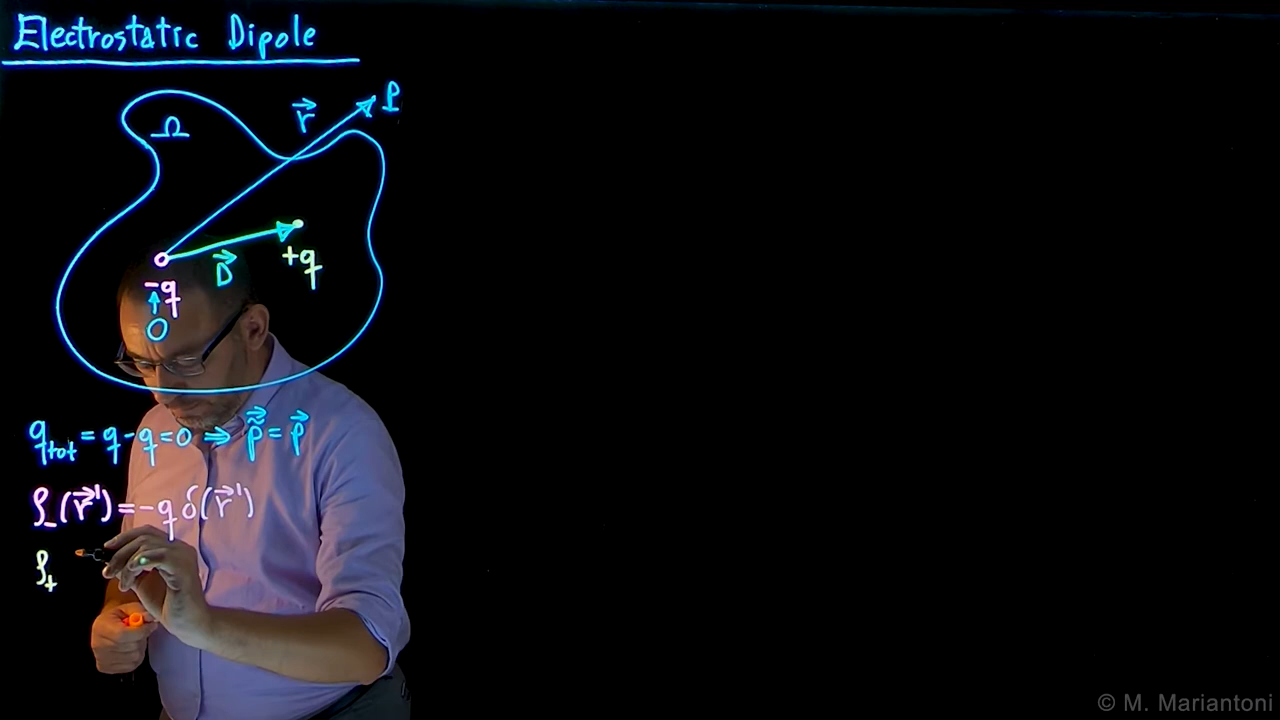 Electrostatic Dipole
Ω
r⃗
P
D⃗
+q
-q
O
q_tot = q - q = 0 ⇒ p̃⃗ = p⃗
ρ_-(r⃗') = -q δ(r⃗')
ρ_+
© M. Mariantoni